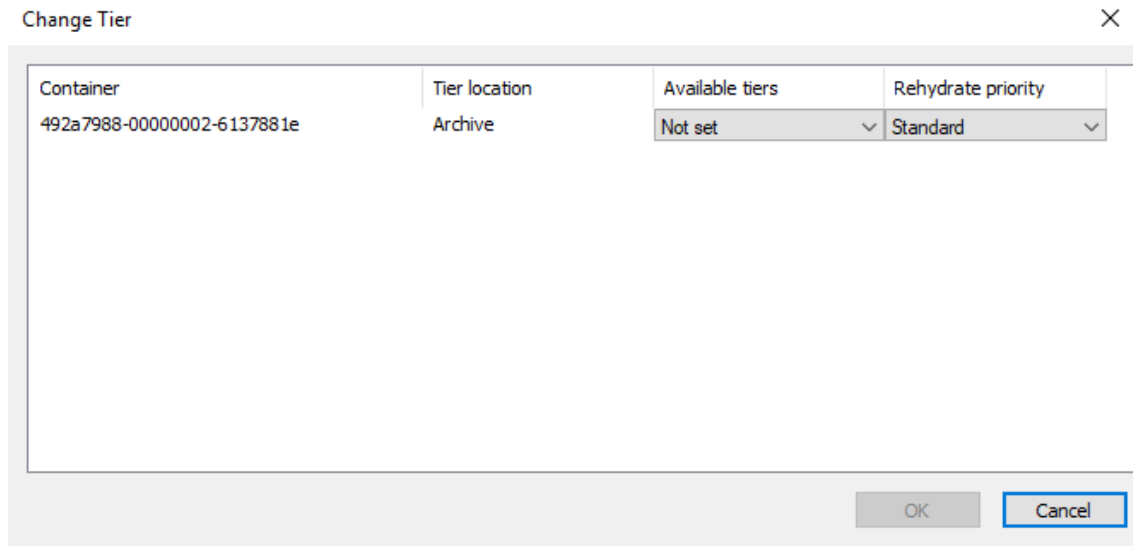 Change Tier
Container Tier location Available tiers Rehydrate priority
492a7988-00000002-6137881e Archive Not set Standard
OK Cancel